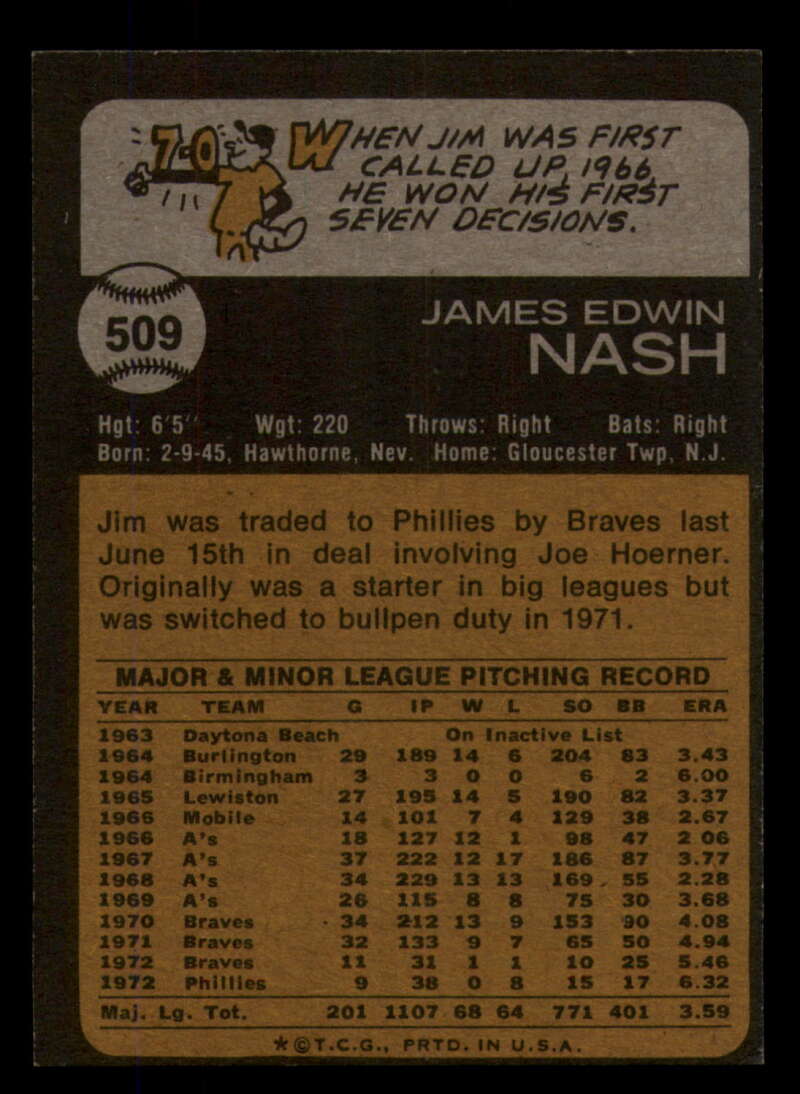 7-0
WHEN JIM WAS FIRST
CALLED UP, 1966,
HE WON HIS FIRST
SEVEN DECISIONS.
509
JAMES EDWIN
NASH
Hgt: 6'5" Wgt: 220 Throws: Right Bats: Right
Born: 2-9-45, Hawthorne, Nev. Home: Gloucester Twp, N.J.
Jim was traded to Phillies by Braves last
June 15th in deal involving Joe Hoerner.
Originally was a starter in big leagues but
was switched to bullpen duty in 1971.
MAJOR & MINOR LEAGUE PITCHING RECORD
YEAR TEAM G IP W L SO BB ERA
1963 Daytona Beach On Inactive List
1964 Burlington 29 189 14 6 204 83 3.43
1964 Birmingham 3 3 0 0 6 2 6.00
1965 Lewiston 27 195 14 5 190 82 3.37
1966 Mobile 14 101 7 4 129 38 2.67
1966 A's 18 127 12 1 98 47 2 06
1967 A's 37 222 12 17 186 87 3.77
1968 A's 34 229 13 13 169 55 2.28
1969 A's 26 115 8 8 75 30 3.68
1970 Braves 34 212 13 9 153 90 4.08
1971 Braves 32 133 9 7 65 50 4.94
1972 Braves 11 31 1 1 10 25 5.46
1972 Phillies 9 38 0 8 15 17 6.32
Maj. Lg. Tot. 201 1107 68 64 771 401 3.59
*©T.C.G., PRTD. IN U.S.A.